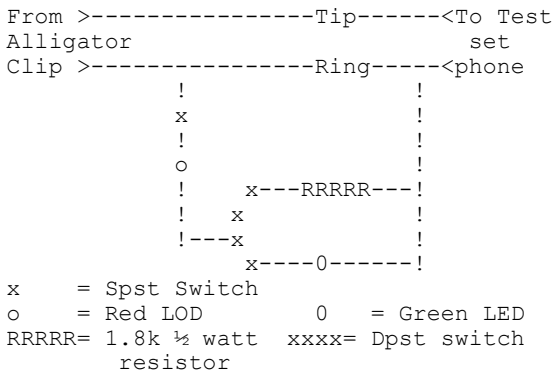 From >----------------Tip------<To Test
Alligator                       set
Clip >----------------Ring-----<phone
            !                !
            x                !
            !                !
            o                !
            !    x---RRRRR---!
            !   x            !
            !---x            !
                 x----0------!
x    = Spst Switch
o    = Red LOD       0   = Green LED
RRRRR= 1.8k ½ watt  xxxx= Dpst switch
        resistor